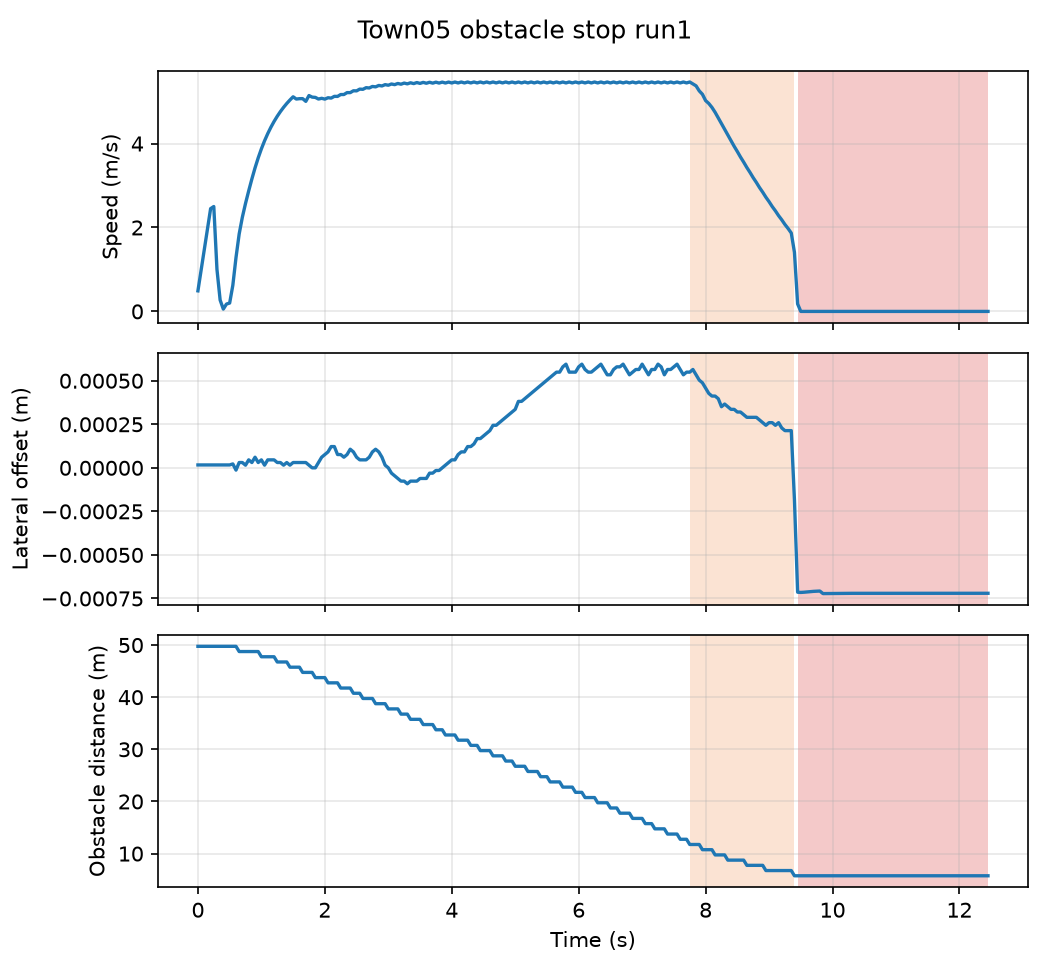 Town05 obstacle stop run1
Speed (m/s)
4
2
0
Lateral offset (m)
0.00050
0.00025
0.00000
−0.00025
−0.00050
−0.00075
Obstacle distance (m)
50
40
30
20
10
0 2 4 6 8 10 12
Time (s)